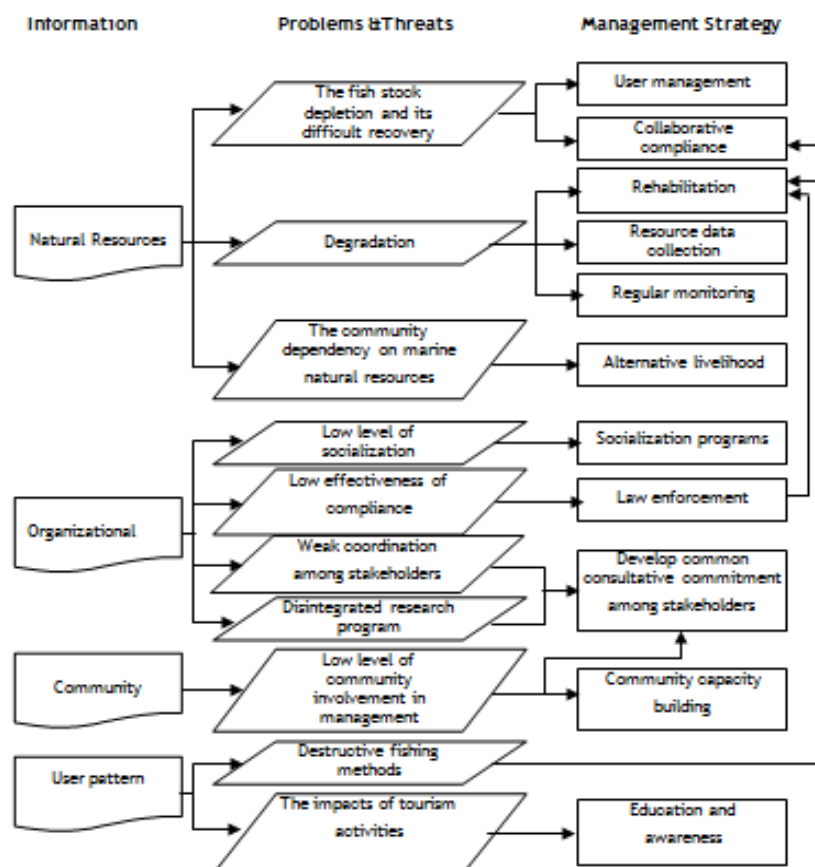 Information
Problems &Threats
Management Strategy
The fish stock
depletion and its
difficult recovery
User management
Collaborative
compliance
Natural Resources
Degradation
Rehabilitation
Resource data
collection
Regular monitoring
The community
dependency on marine
natural resources
Alternative livelihood
Organizational
Low level of
socialization
Socialization programs
Low effectiveness of
compliance
Law enforcement
Weak coordination
among stakeholders
Disintegrated research
program
Develop common
consultative commitment
among stakeholders
Community
Low level of
community
involvement in
management
Community capacity
building
User pattern
Destructive fishing
methods
The impacts of tourism
activities
Education and
awareness